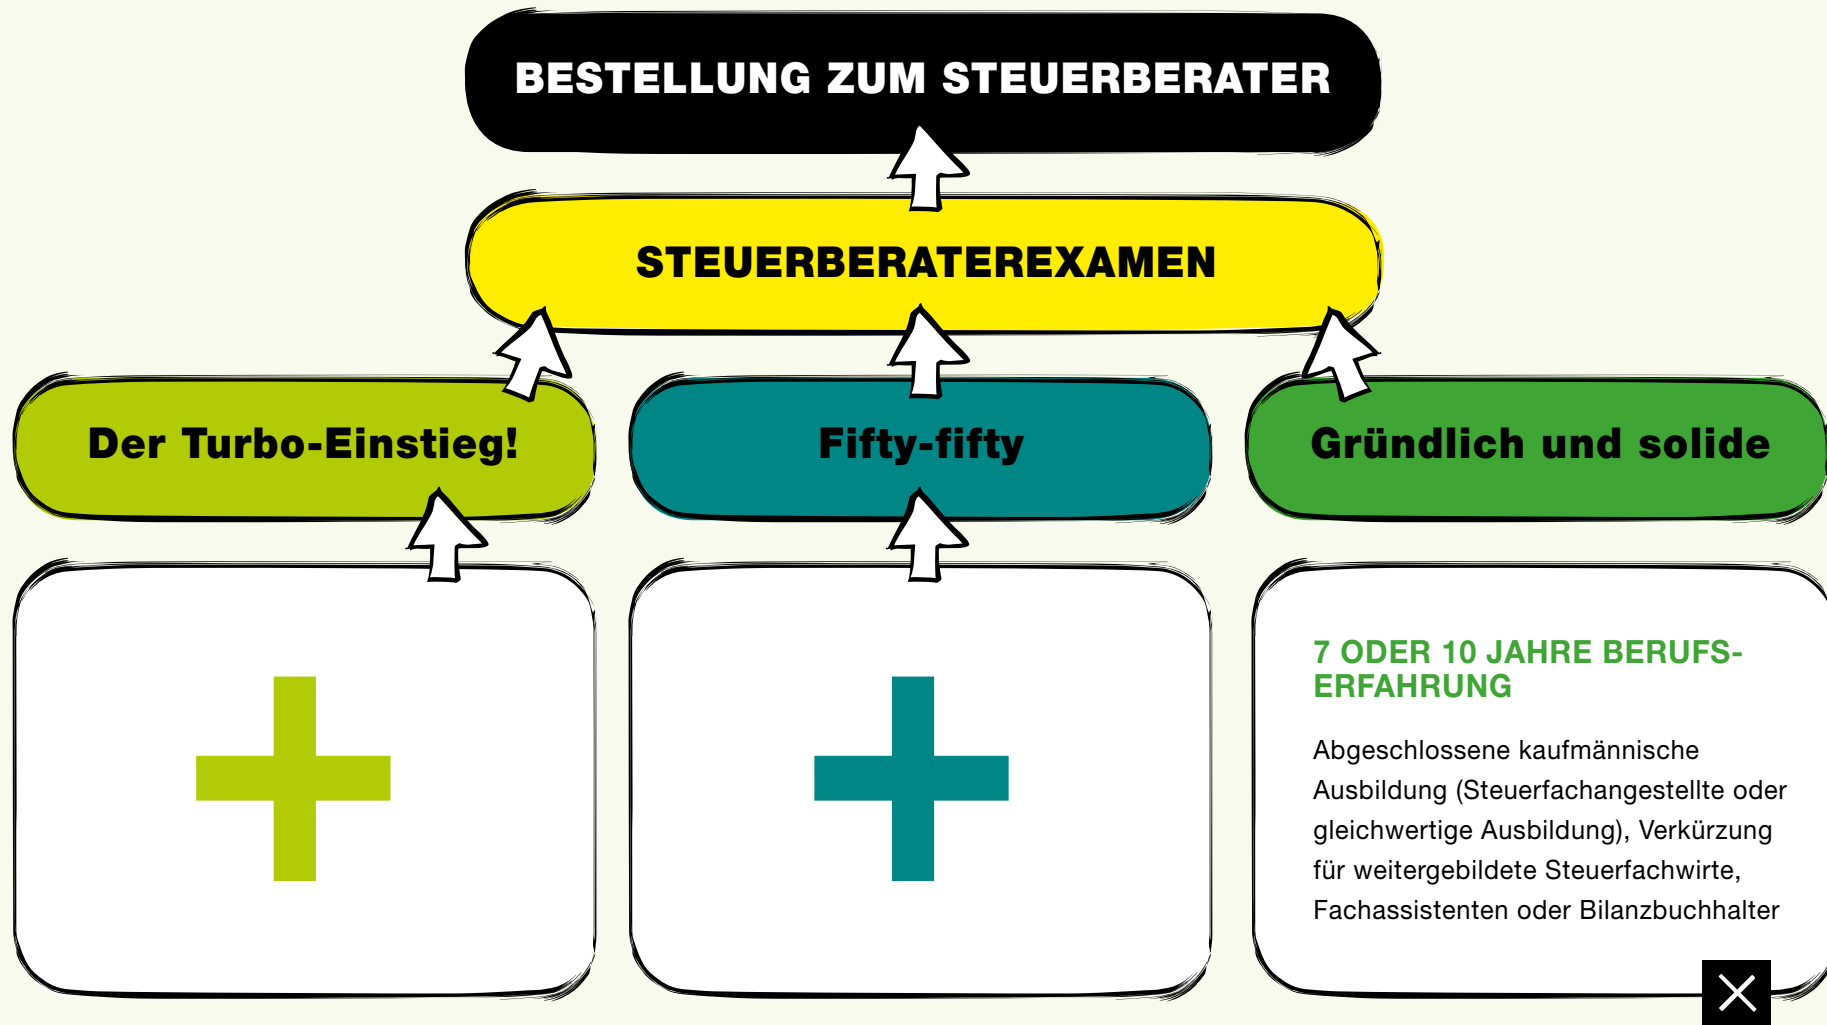 BESTELLUNG ZUM STEUERBERATER
STEUERBERATEREXAMEN
Der Turbo-Einstieg!
Fifty-fifty
Gründlich und solide
7 ODER 10 JAHRE BERUFS-
ERFAHRUNG
Abgeschlossene kaufmännische
Ausbildung (Steuerfachangestellte oder
gleichwertige Ausbildung), Verkürzung
für weitergebildete Steuerfachwirte,
Fachassistenten oder Bilanzbuchhalter